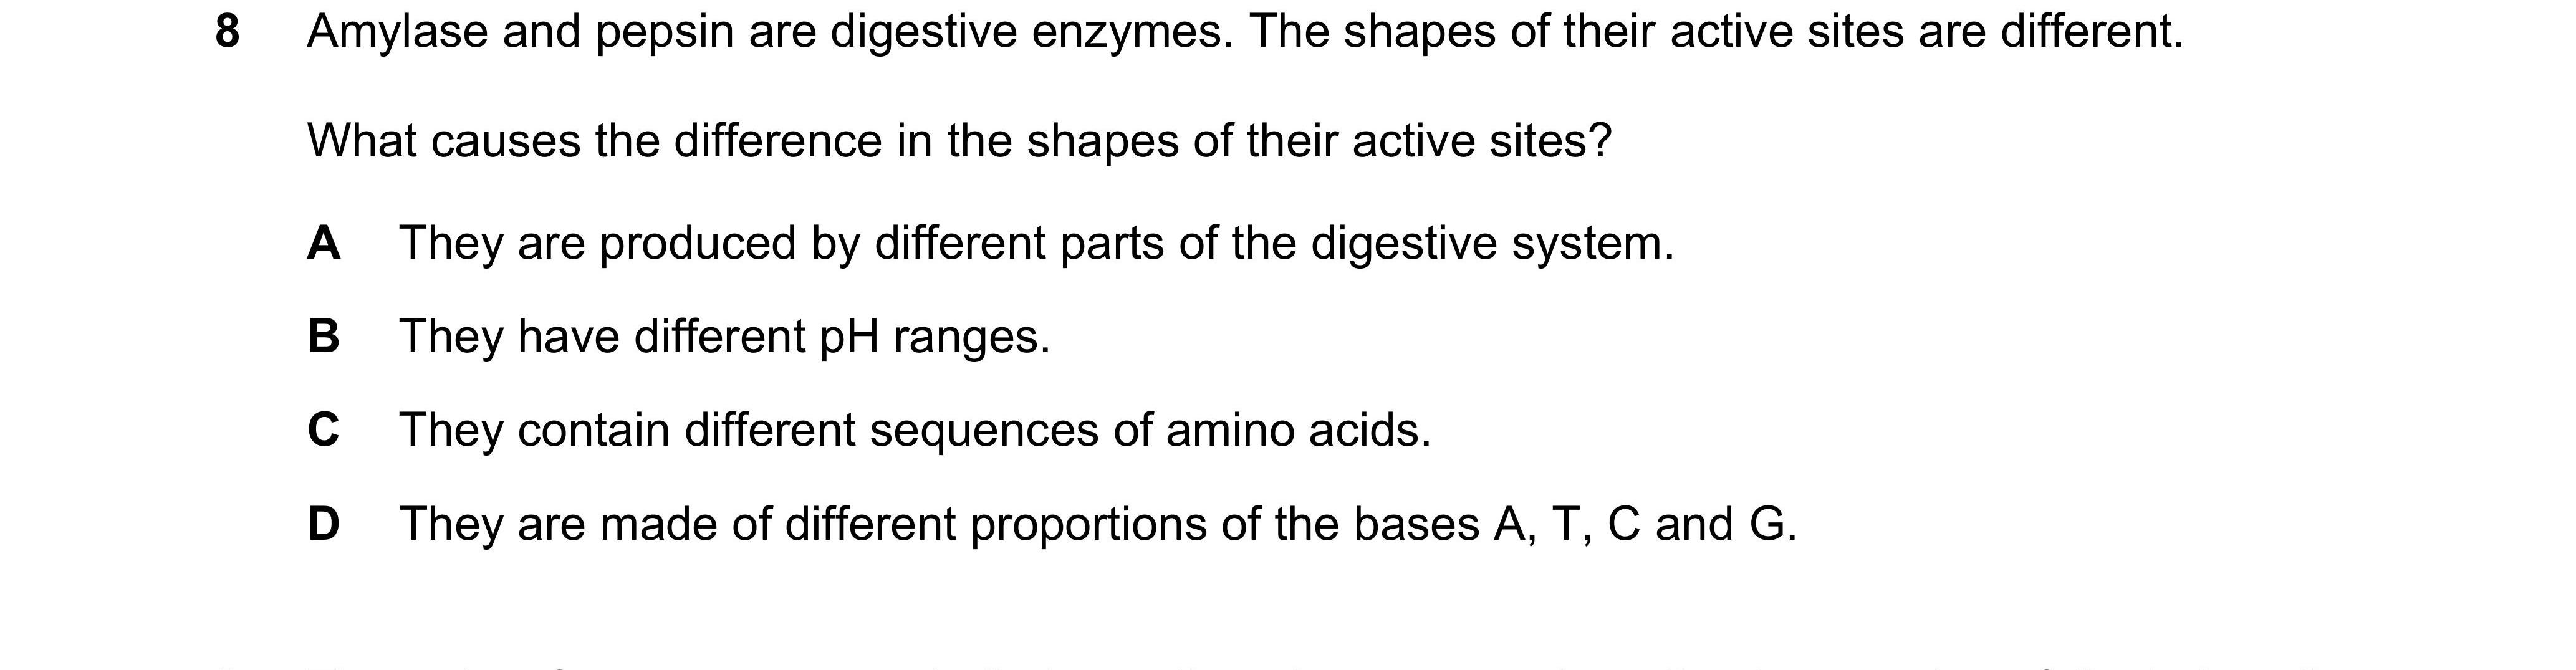 8 Amylase and pepsin are digestive enzymes. The shapes of their active sites are different.
What causes the difference in the shapes of their active sites?
A They are produced by different parts of the digestive system.
B They have different pH ranges.
C They contain different sequences of amino acids.
D They are made of different proportions of the bases A, T, C and G.